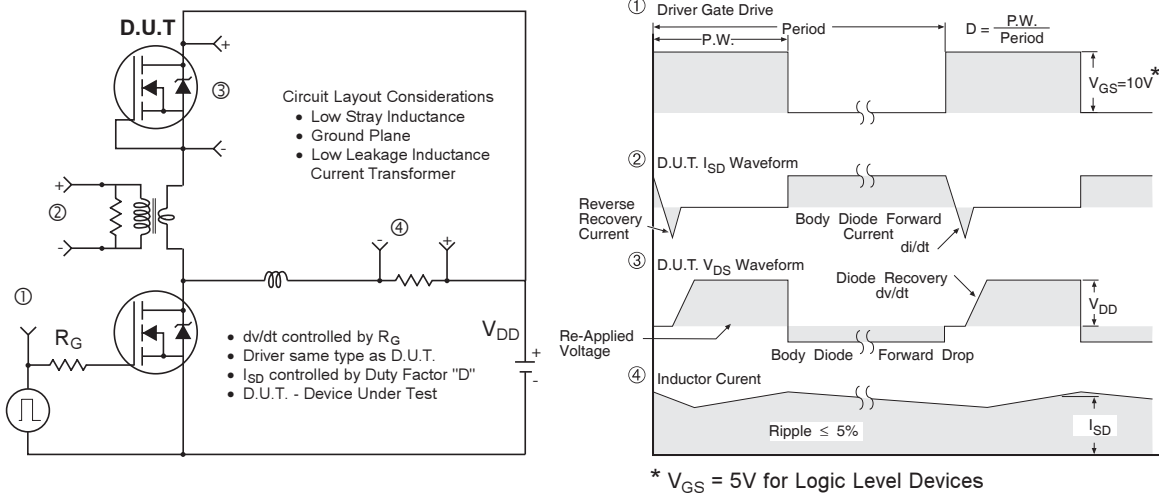 D.U.T
+
③
-
Circuit Layout Considerations
• Low Stray Inductance
• Ground Plane
• Low Leakage Inductance
Current Transformer
+
②
-
④
-
+
①
R_G
V_DD
+
-
• dv/dt controlled by R_G
• Driver same type as D.U.T.
• I_SD controlled by Duty Factor "D"
• D.U.T. - Device Under Test
① Driver Gate Drive
P.W.
Period
D = P.W. / Period
V_GS=10V *
② D.U.T. I_SD Waveform
Reverse
Recovery
Current
Body Diode Forward
Current
di/dt
③ D.U.T. V_DS Waveform
Diode Recovery
dv/dt
V_DD
Re-Applied
Voltage
Body Diode Forward Drop
④ Inductor Curent
Ripple ≤ 5%
I_SD
* V_GS = 5V for Logic Level Devices